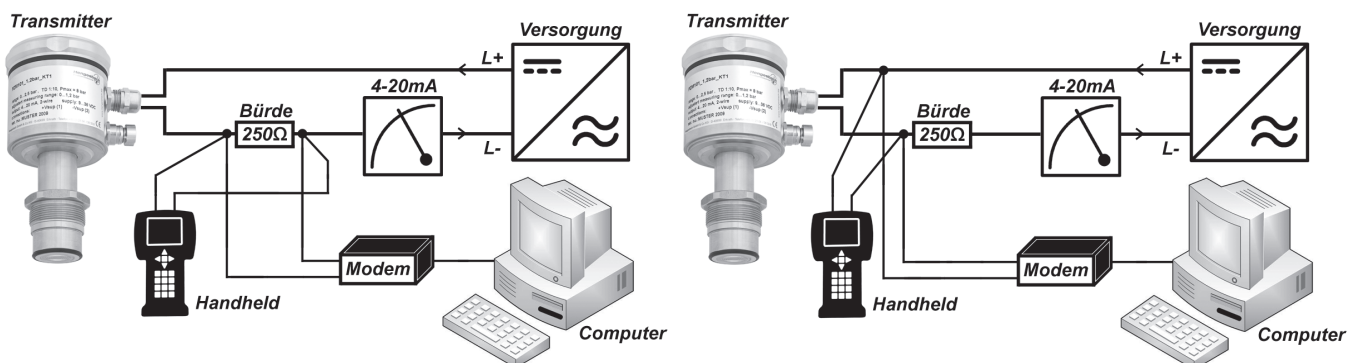 Transmitter
Versorgung
L+
4-20mA
Bürde
250Ω
L-
Modem
Handheld
Computer
Transmitter
Versorgung
L+
4-20mA
Bürde
250Ω
L-
Modem
Handheld
Computer